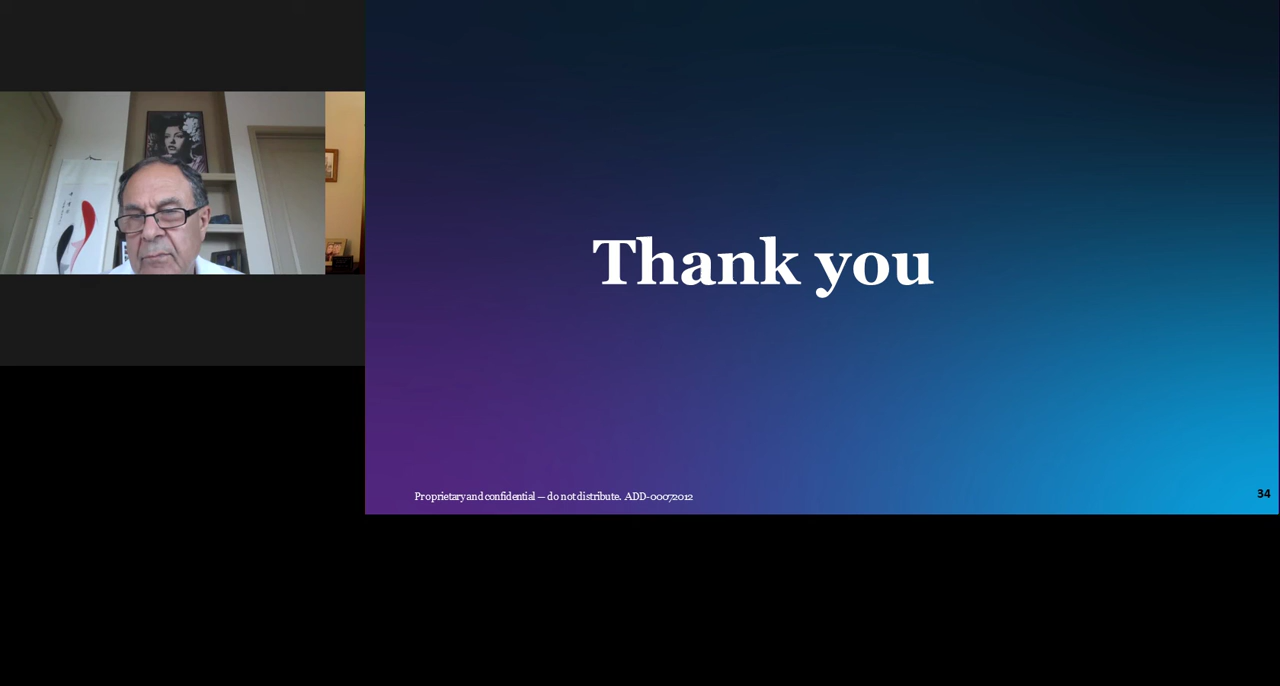 Thank you
Proprietary and confidential — do not distribute. ADD-00072012
34